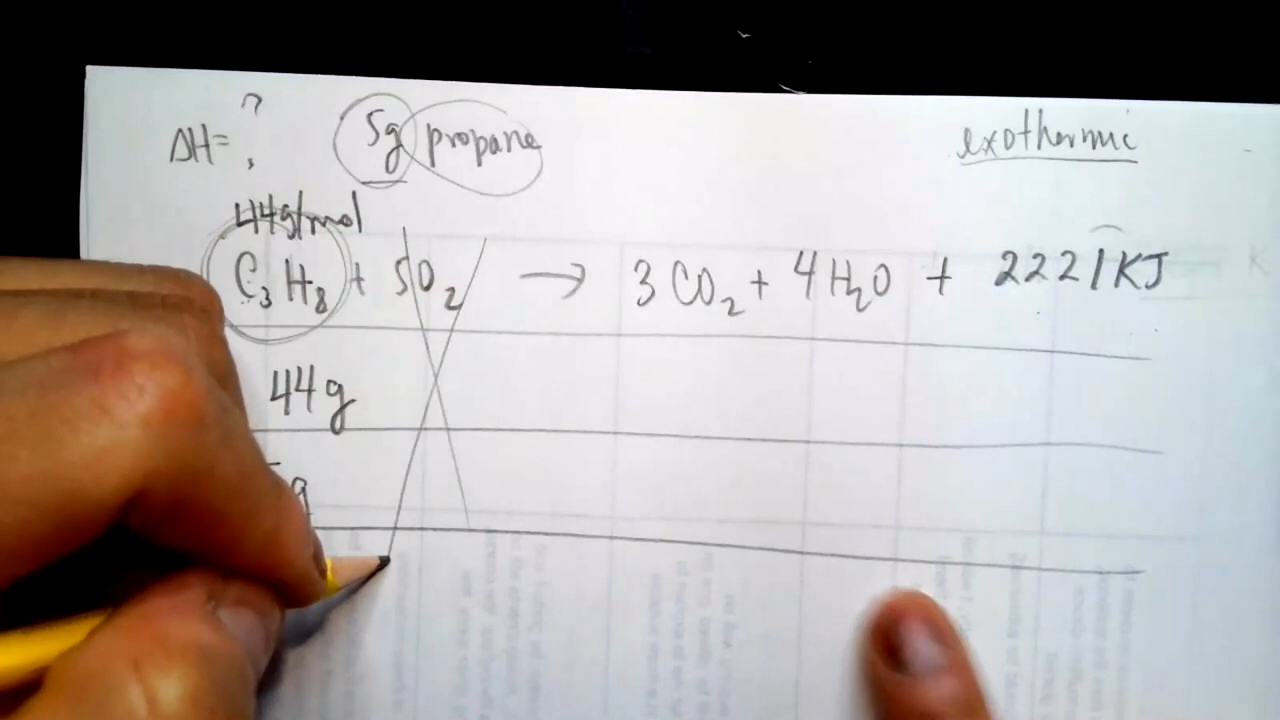 ΔH= ? 5g propane exothermic
44g/mol
C₃H₈ + 5O₂ → 3CO₂ + 4H₂O + 2221KJ
44g
g